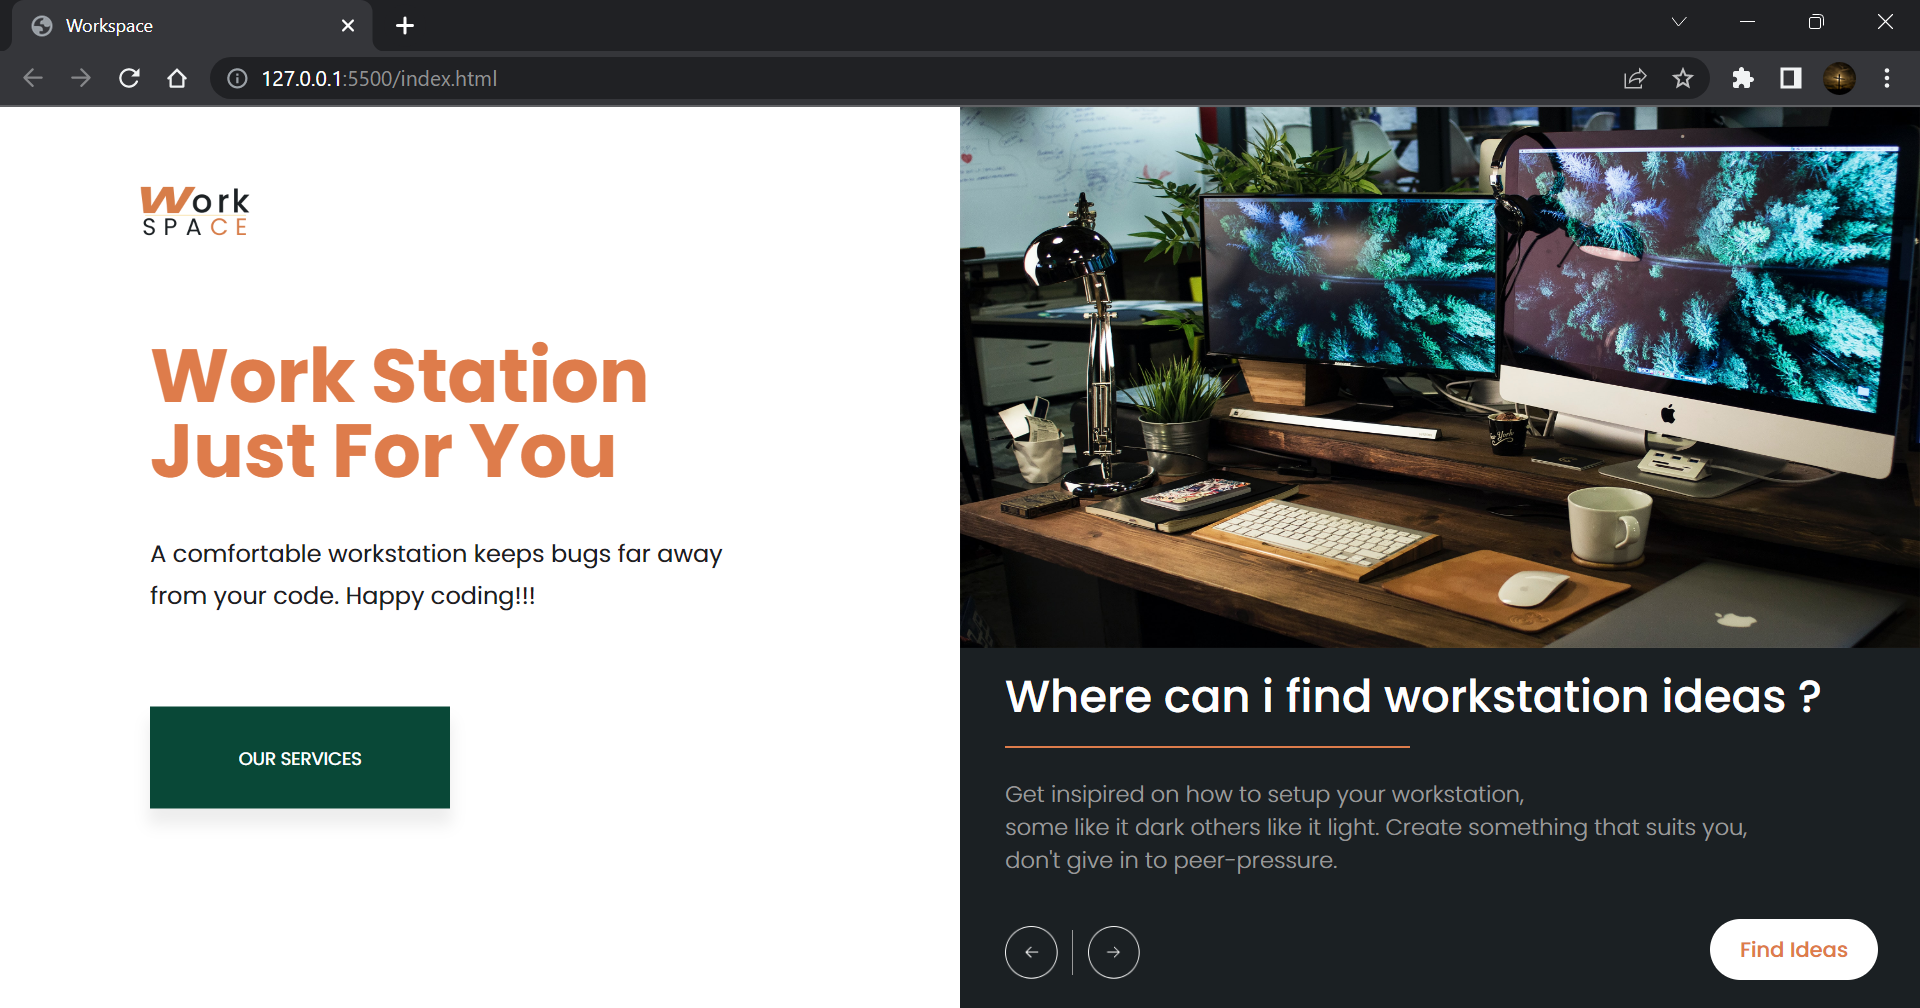 Workspace
127.0.0.1:5500/index.html
Work
SPACE
Work Station
Just For You
A comfortable workstation keeps bugs far away
from your code. Happy coding!!!
OUR SERVICES
Where can i find workstation ideas ?
Get insipired on how to setup your workstation,
some like it dark others like it light. Create something that suits you,
don't give in to peer-pressure.
Find Ideas